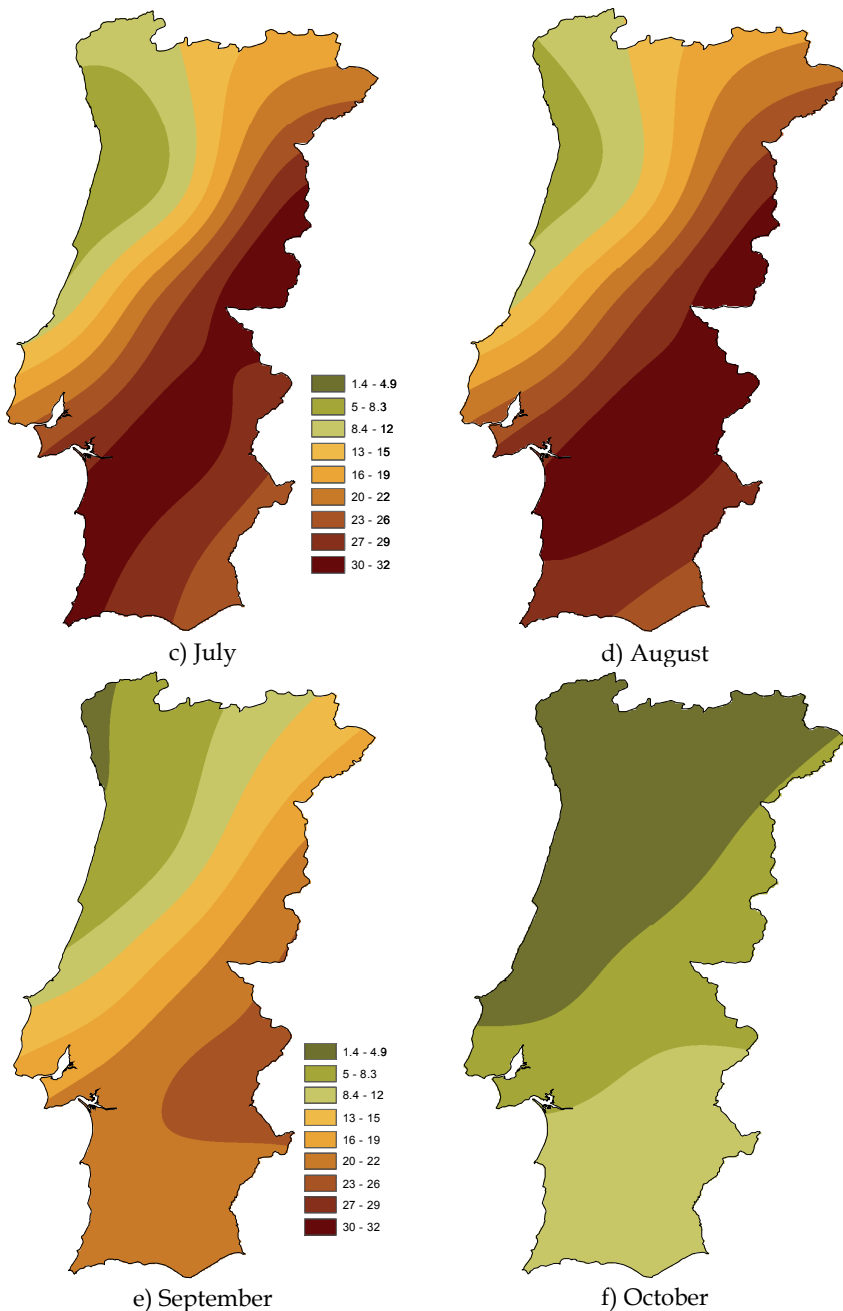 1.4 - 4.9
5 - 8.3
8.4 - 12
13 - 15
16 - 19
20 - 22
23 - 26
27 - 29
30 - 32
c) July
d) August
1.4 - 4.9
5 - 8.3
8.4 - 12
13 - 15
16 - 19
20 - 22
23 - 26
27 - 29
30 - 32
e) September
f) October